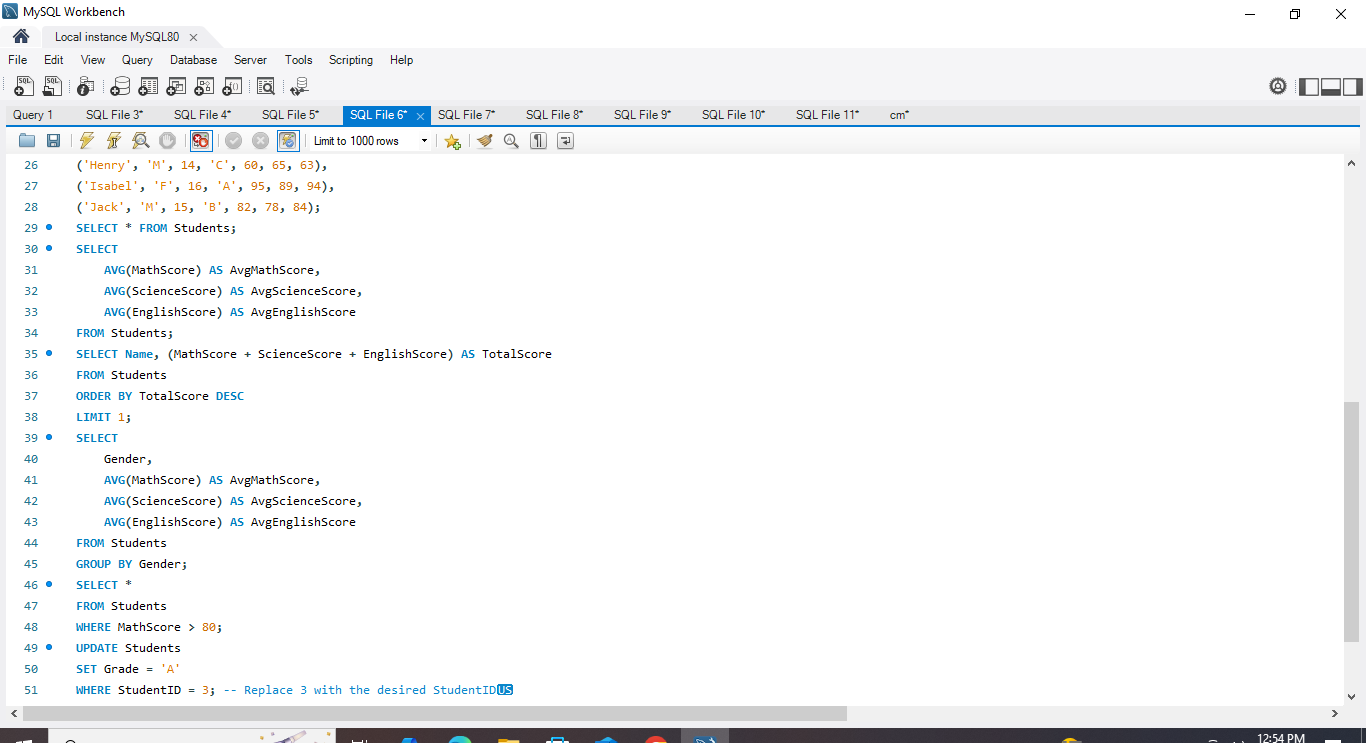 MySQL Workbench
Local instance MySQL80
File Edit View Query Database Server Tools Scripting Help
Query 1 SQL File 3* SQL File 4* SQL File 5* SQL File 6* SQL File 7* SQL File 8* SQL File 9* SQL File 10* SQL File 11* cm*
Limit to 1000 rows
26 ('Henry', 'M', 14, 'C', 60, 65, 63),
27 ('Isabel', 'F', 16, 'A', 95, 89, 94),
28 ('Jack', 'M', 15, 'B', 82, 78, 84);
29 SELECT * FROM Students;
30 SELECT
31 AVG(MathScore) AS AvgMathScore,
32 AVG(ScienceScore) AS AvgScienceScore,
33 AVG(EnglishScore) AS AvgEnglishScore
34 FROM Students;
35 SELECT Name, (MathScore + ScienceScore + EnglishScore) AS TotalScore
36 FROM Students
37 ORDER BY TotalScore DESC
38 LIMIT 1;
39 SELECT
40 Gender,
41 AVG(MathScore) AS AvgMathScore,
42 AVG(ScienceScore) AS AvgScienceScore,
43 AVG(EnglishScore) AS AvgEnglishScore
44 FROM Students
45 GROUP BY Gender;
46 SELECT *
47 FROM Students
48 WHERE MathScore > 80;
49 UPDATE Students
50 SET Grade = 'A'
51 WHERE StudentID = 3; -- Replace 3 with the desired StudentIDUS
12:54 PM